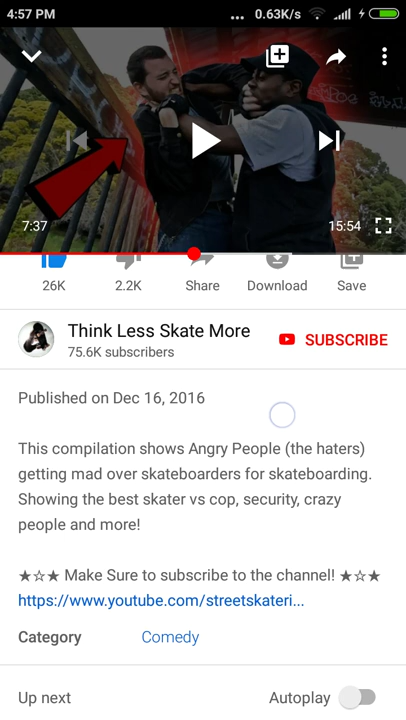 4:57 PM ... 0.63K/s
7:37 15:54
26K 2.2K Share Download Save
Think Less Skate More
75.6K subscribers
SUBSCRIBE
Published on Dec 16, 2016
This compilation shows Angry People (the haters)
getting mad over skateboarders for skateboarding.
Showing the best skater vs cop, security, crazy
people and more!
★☆★ Make Sure to subscribe to the channel! ★☆★
https://www.youtube.com/streetskateri...
Category Comedy
Up next Autoplay